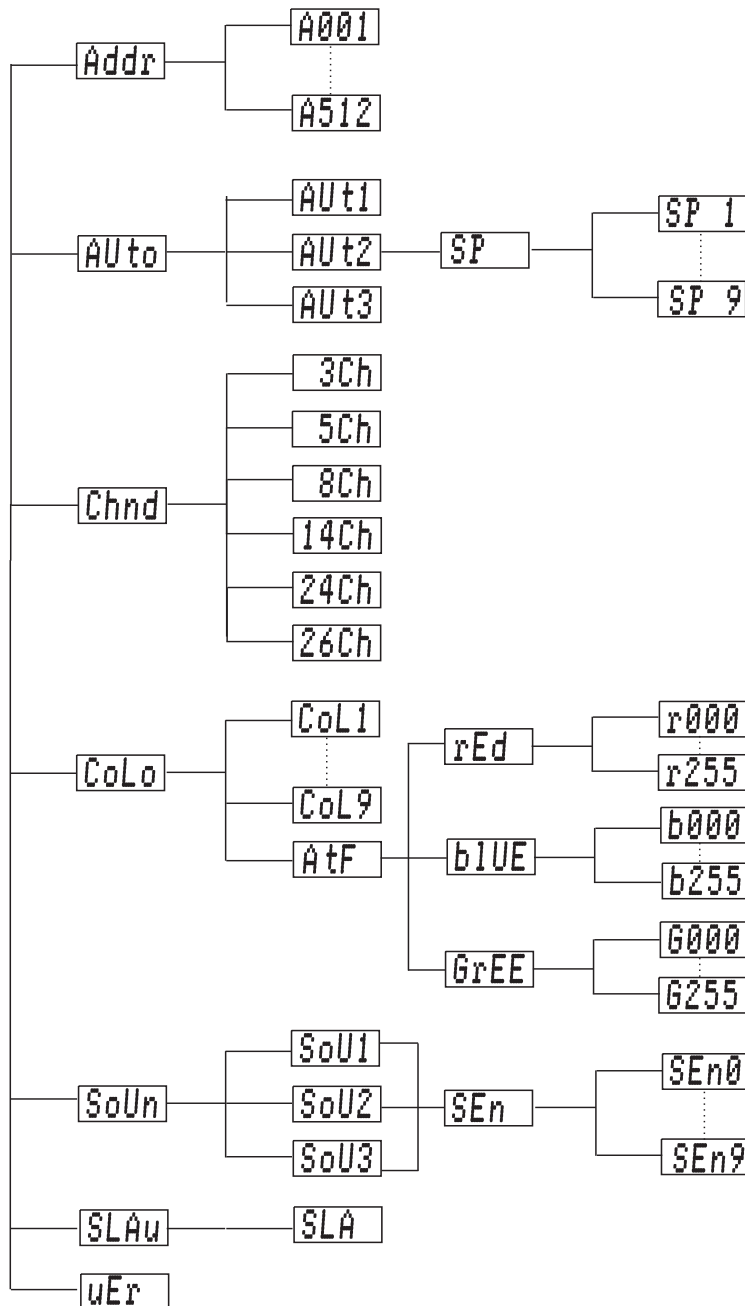 Addr
A001
A512
AUto
AUt1
AUt2
AUt3
SP
SP 1
SP 9
Chnd
3Ch
5Ch
8Ch
14Ch
24Ch
26Ch
CoLo
CoL1
CoL9
AtF
rEd
r000
r255
blUE
b000
b255
GrEE
G000
G255
SoUn
SoU1
SoU2
SoU3
SEn
SEn0
SEn9
SLAu
SLA
uEr